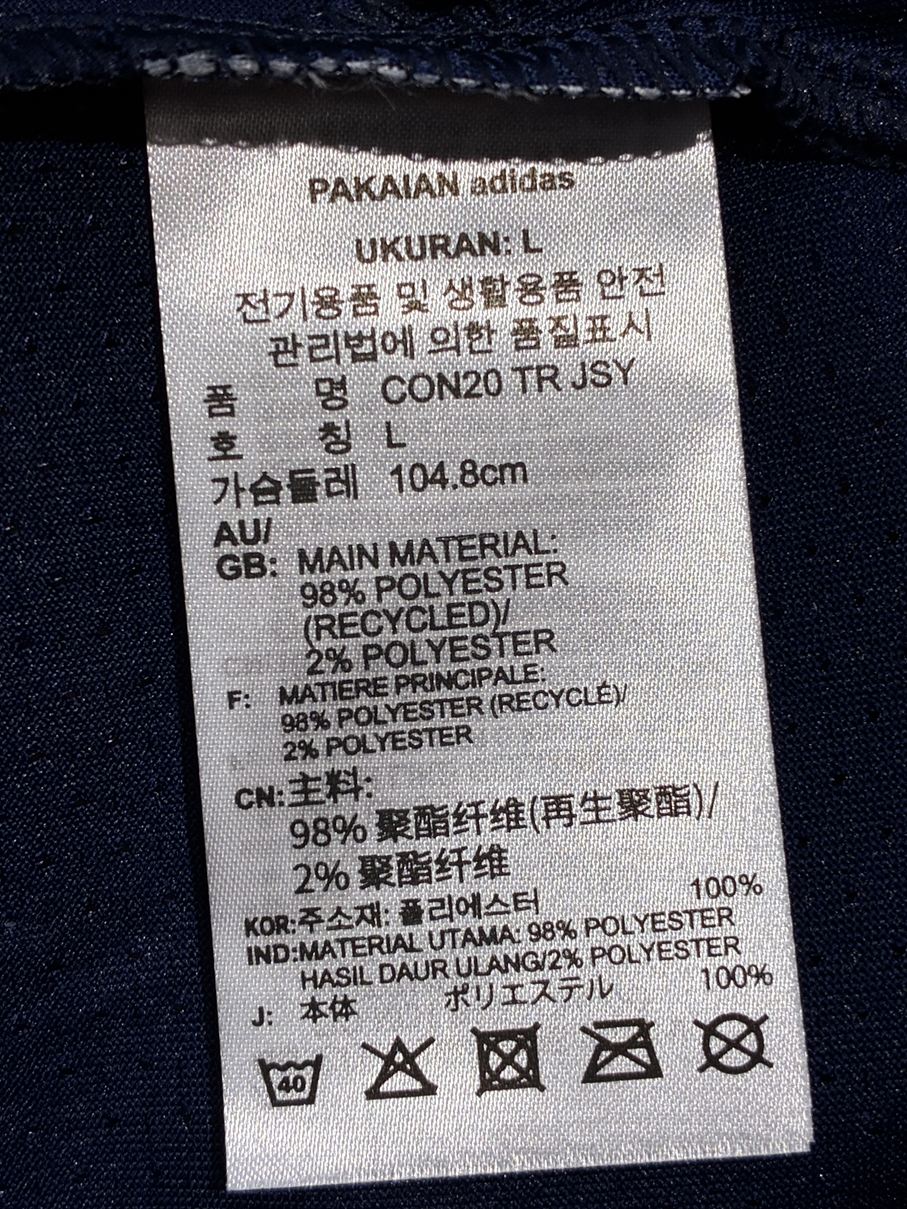 PAKAIAN adidas
UKURAN: L
전기용품 및 생활용품 안전
관리법에 의한 품질표시
품 명 CON20 TR JSY
호 칭 L
가슴둘레 104.8cm
AU/
GB: MAIN MATERIAL:
98% POLYESTER
(RECYCLED)/
2% POLYESTER
F: MATIERE PRINCIPALE:
98% POLYESTER (RECYCLÉ)/
2% POLYESTER
CN:主料:
98% 聚酯纤维(再生聚酯)/
2% 聚酯纤维
KOR:주소재: 폴리에스터 100%
IND:MATERIAL UTAMA: 98% POLYESTER
HASIL DAUR ULANG/2% POLYESTER
J: 本体 ポリエステル 100%
40